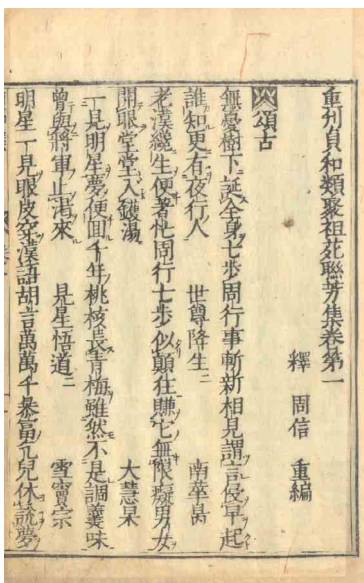 重刊貞和類聚祖苑聯芳集卷第一
釋 周信 重編
頌古
無憂樹下誕全身七步周行事斬新相見謂言侵早起
誰知更有夜行人 世尊降生二 南華昺
老漢纔生便著忙周行七步似顛狂賺它無限癡男女
開眼堂堂入鑊湯 大慧杲
一見明星夢便回千年桃核長青梅雖然不是調羹味
曾與將軍止渴來 見星悟道二 雪竇宗
明星一見眼皮穿漢語胡言萬萬千暴冨乞兒休説夢